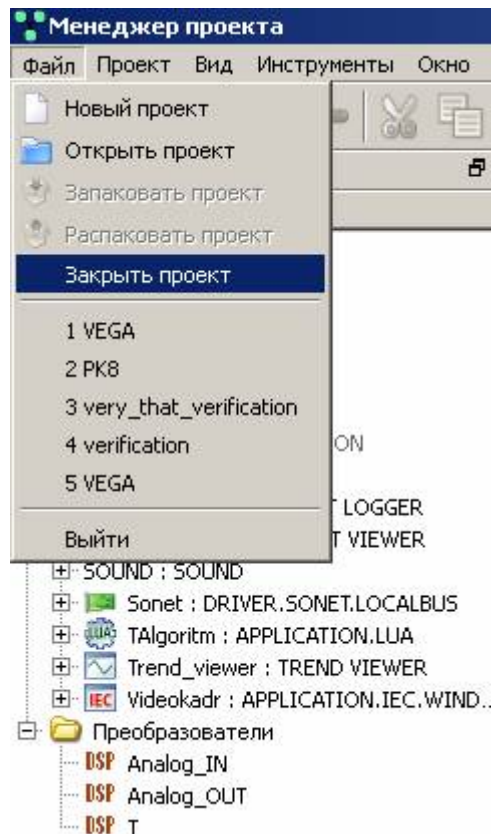 Менеджер проекта
Файл Проект Вид Инструменты Окно
Новый проект
Открыть проект
Запаковать проект
Распаковать проект
Закрыть проект
1 VEGA
2 PK8
3 very_that_verification
4 verification
5 VEGA
Выйти
ON
T LOGGER
T VIEWER
SOUND : SOUND
Sonet : DRIVER.SONET.LOCALBUS
LUA TAlgoritm : APPLICATION.LUA
Trend_viewer : TREND VIEWER
IEC Videokadr : APPLICATION.IEC.WIND...
Преобразователи
DSP Analog_IN
DSP Analog_OUT
DSP T